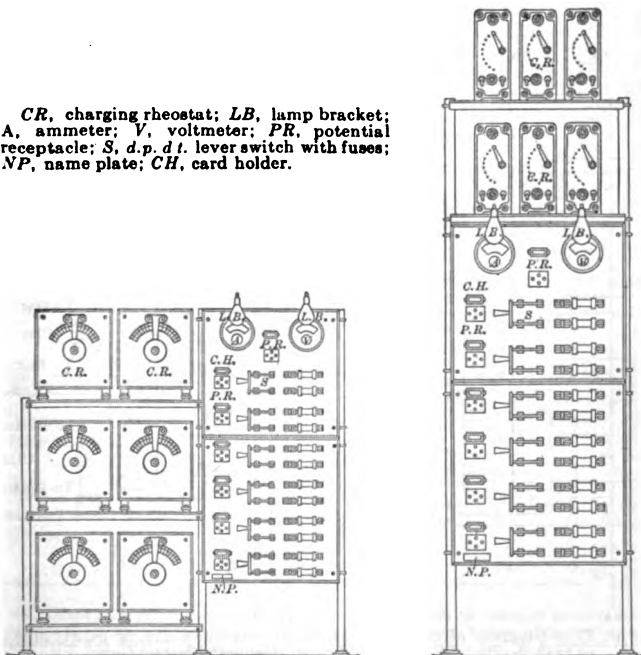 CR, charging rheostat; LB, lamp bracket;
A, ammeter; V, voltmeter; PR, potential
receptacle; S, d.p. d t. lever switch with fuses;
NP, name plate; CH, card holder.
C.R.
C.R.
L.B.
L.B.
A
P.R.
C.H.
P.R.
S
A
L.B.
L.B.
V
P.R.
C.R.
C.R.
C.H.
S
P.R.
N.P.
N.P.